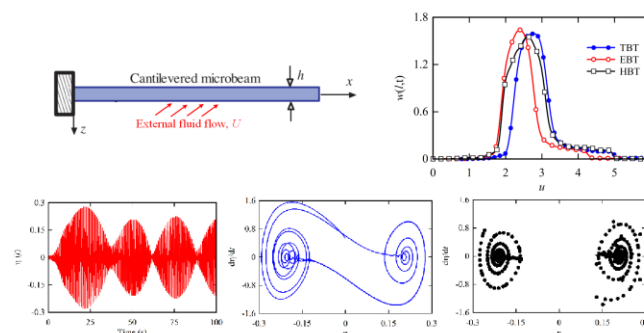 Cantilevered microbeam
h
x
z
External fluid flow, U
w(l,t)
1.8
1.2
0.6
0
TBT
EBT
HBT
0 1 2 3 4 5
u
0.3
0.15
0
-0.15
-0.3
0 25 50 75 100
Time (s)
1.6
0.8
0
-0.8
-1.6
dη/dτ
-0.3 -0.15 0 0.15 0.3
1.6
0.8
0
-0.8
-1.6
dη/dτ
-0.3 -0.15 0 0.15